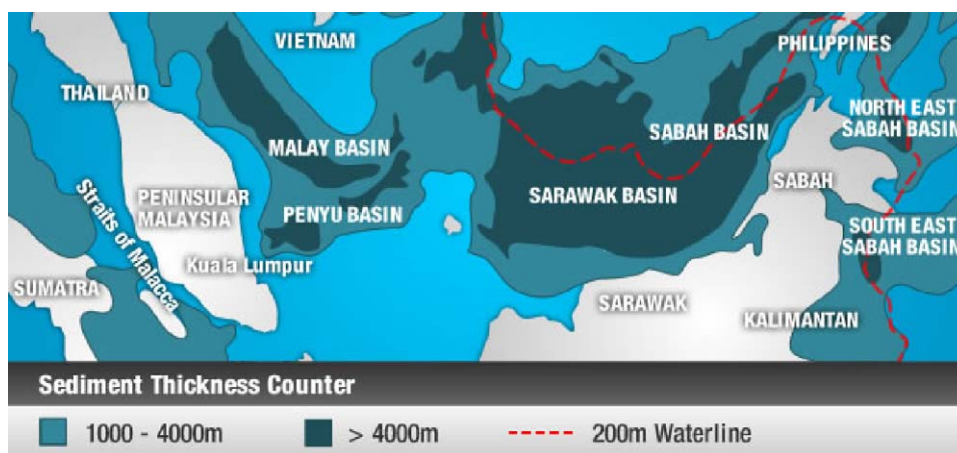 VIETNAM
PHILIPPINES
THAILAND
NORTH EAST
SABAH BASIN
SABAH BASIN
MALAY BASIN
SABAH
PENINSULAR
MALAYSIA
SARAWAK BASIN
PENYU BASIN
Straits of Malacca
SOUTH EAST
SABAH BASIN
Kuala Lumpur
SUMATRA
SARAWAK
KALIMANTAN
Sediment Thickness Counter
1000 - 4000m
> 4000m
200m Waterline